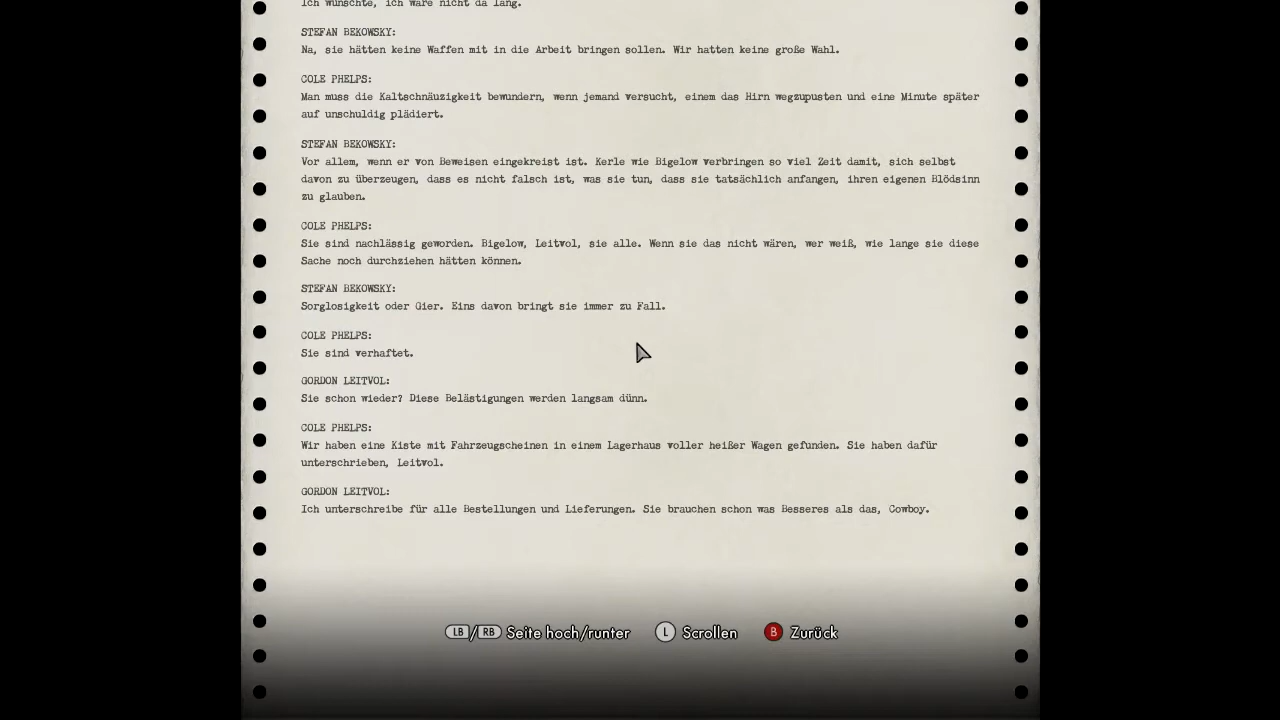 Ich wünschte, ich wäre nicht da lang.
STEFAN BEKOWSKY:
Na, sie hätten keine Waffen mit in die Arbeit bringen sollen. Wir hatten keine große Wahl.
COLE PHELPS:
Man muss die Kaltschnäuzigkeit bewundern, wenn jemand versucht, einem das Hirn wegzupusten und eine Minute später
auf unschuldig plädiert.
STEFAN BEKOWSKY:
Vor allem, wenn er von Beweisen eingekreist ist. Kerle wie Bigelow verbringen so viel Zeit damit, sich selbst
davon zu überzeugen, dass es nicht falsch ist, was sie tun, dass sie tatsächlich anfangen, ihren eigenen Blödsinn
zu glauben.
COLE PHELPS:
Sie sind nachlässig geworden. Bigelow, Leitvol, sie alle. Wenn sie das nicht wären, wer weiß, wie lange sie diese
Sache noch durchziehen hätten können.
STEFAN BEKOWSKY:
Sorglosigkeit oder Gier. Eins davon bringt sie immer zu Fall.
COLE PHELPS:
Sie sind verhaftet.
GORDON LEITVOL:
Sie schon wieder? Diese Belästigungen werden langsam dünn.
COLE PHELPS:
Wir haben eine Kiste mit Fahrzeugscheinen in einem Lagerhaus voller heißer Wagen gefunden. Sie haben dafür
unterschrieben, Leitvol.
GORDON LEITVOL:
Ich unterschreibe für alle Bestellungen und Lieferungen. Sie brauchen schon was Besseres als das, Cowboy.
LB/RB Seite hoch/runter L Scrollen B Zurück